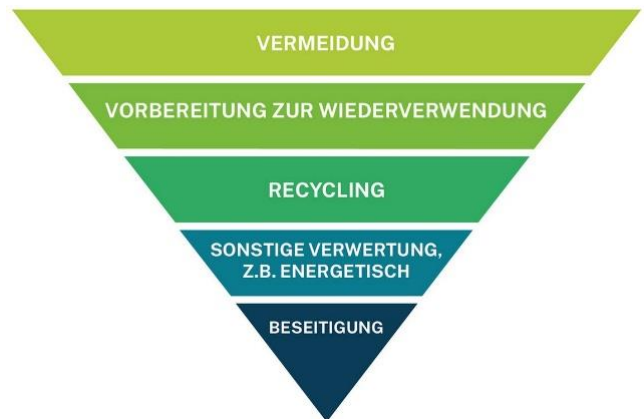 VERMEIDUNG
VORBEREITUNG ZUR WIEDERVERWENDUNG
RECYCLING
SONSTIGE VERWERTUNG,
Z.B. ENERGETISCH
BESEITIGUNG